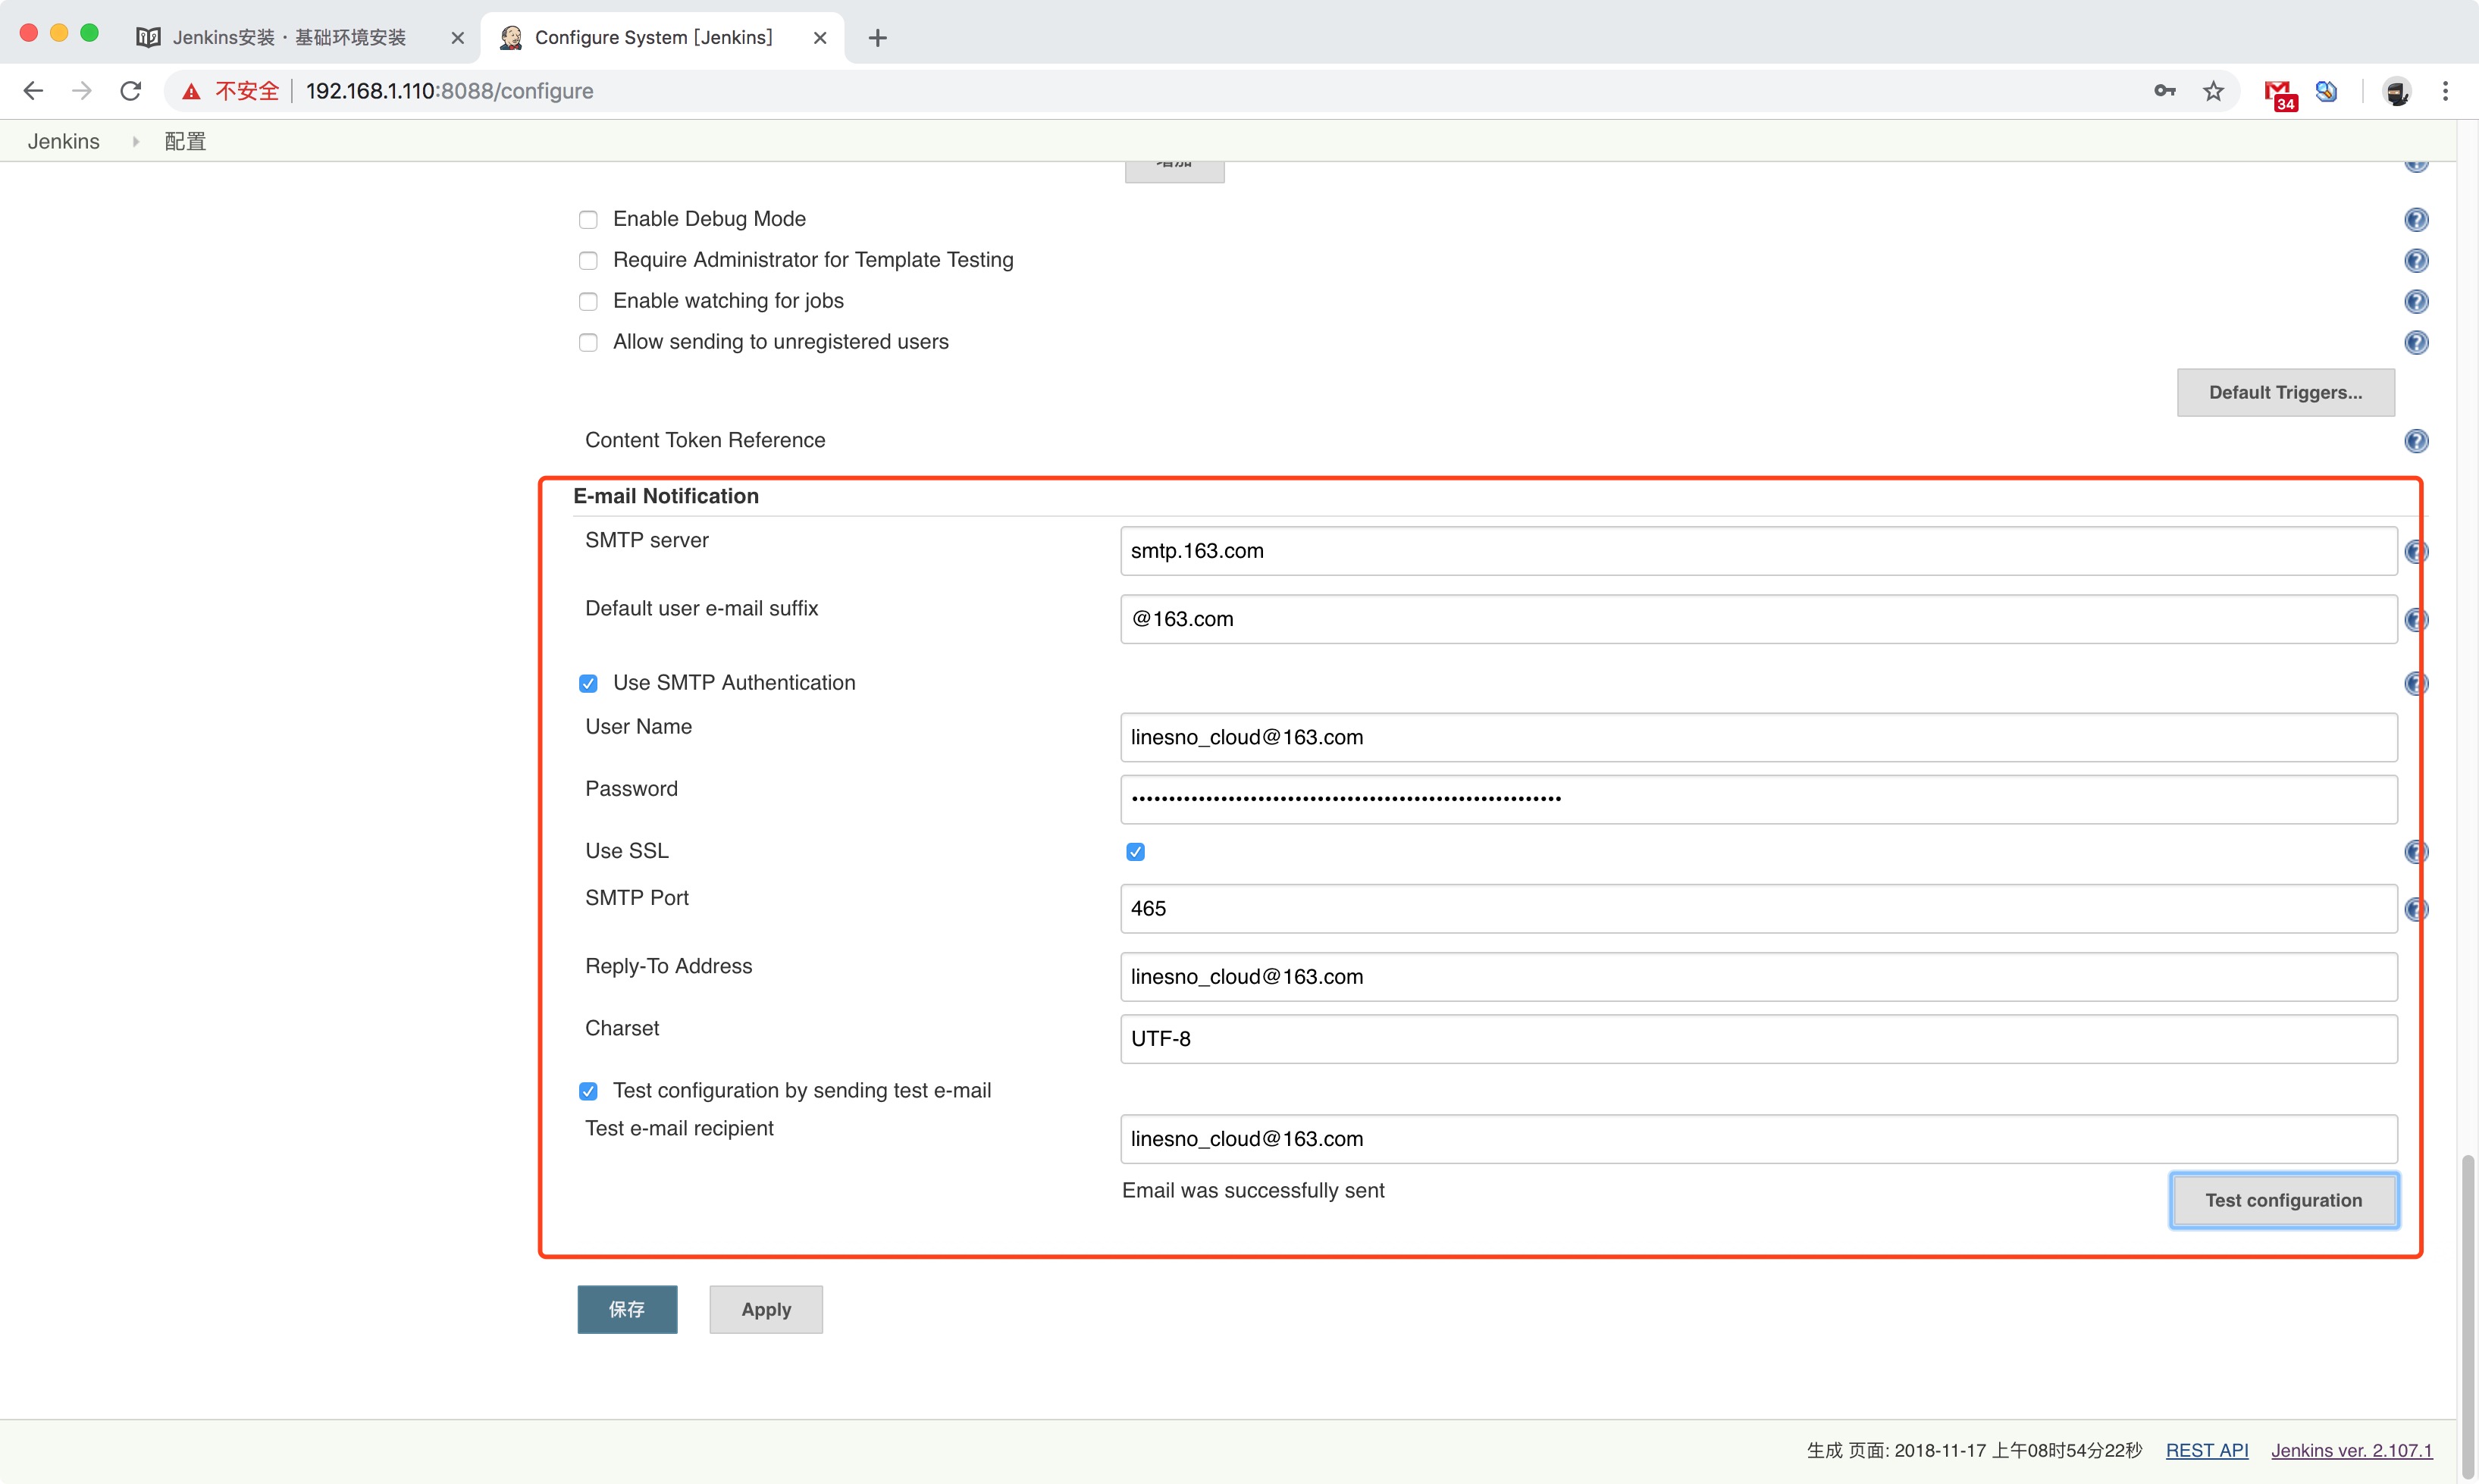 Jenkins安装 · 基础环境安装
Configure System [Jenkins]
不安全
192.168.1.110:8088/configure
34
Jenkins
配置
增加
Enable Debug Mode
Require Administrator for Template Testing
Enable watching for jobs
Allow sending to unregistered users
Default Triggers...
Content Token Reference
E-mail Notification
SMTP server
smtp.163.com
Default user e-mail suffix
@163.com
Use SMTP Authentication
User Name
linesno_cloud@163.com
Password
Use SSL
SMTP Port
465
Reply-To Address
linesno_cloud@163.com
Charset
UTF-8
Test configuration by sending test e-mail
Test e-mail recipient
linesno_cloud@163.com
Email was successfully sent
Test configuration
保存
Apply
生成 页面: 2018-11-17 上午08时54分22秒
REST API
Jenkins ver. 2.107.1